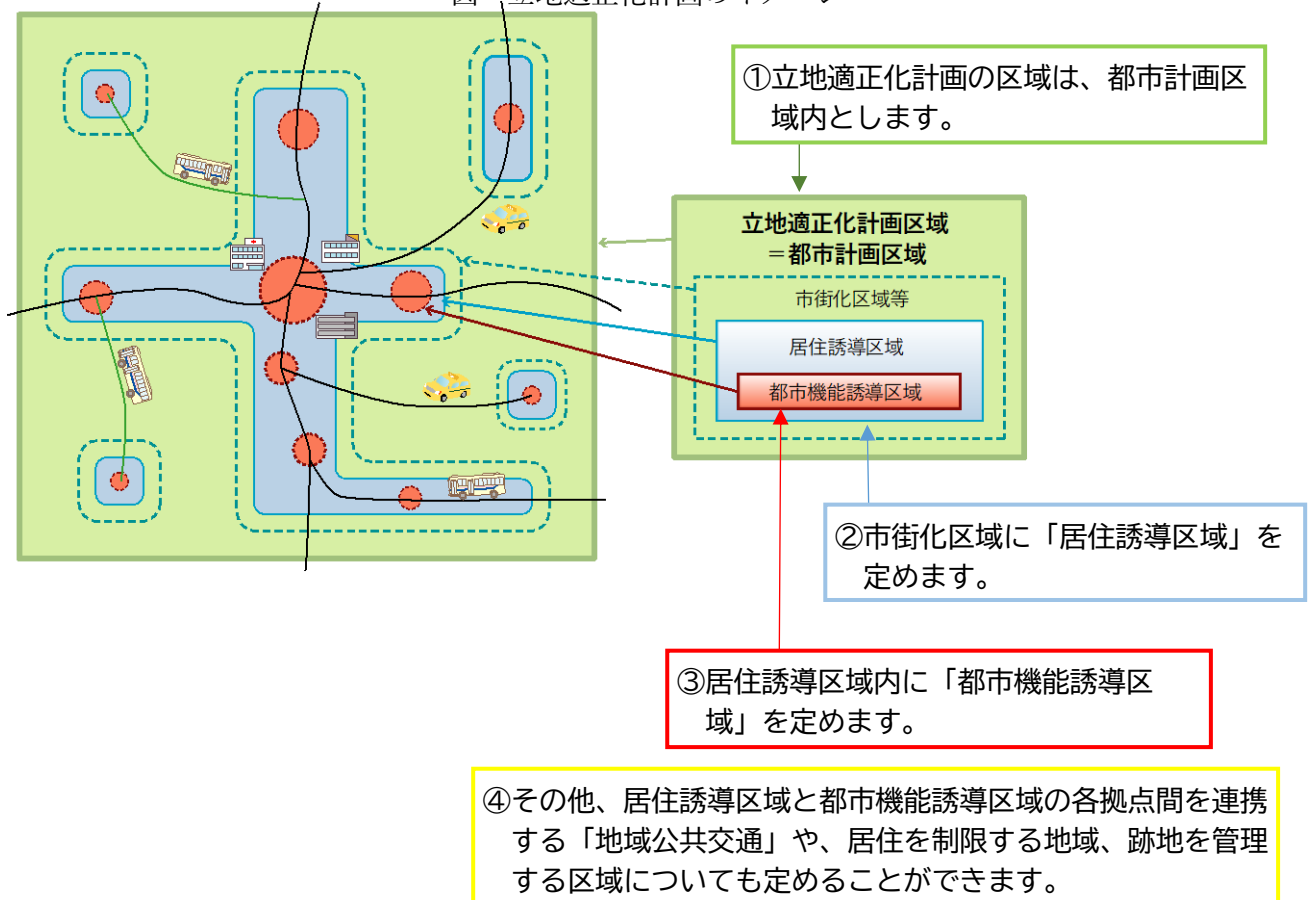 ①立地適正化計画の区域は、都市計画区
域内とします。
立地適正化計画区域
＝都市計画区域
市街化区域等
居住誘導区域
都市機能誘導区域
②市街化区域に「居住誘導区域」を
定めます。
③居住誘導区域内に「都市機能誘導区
域」を定めます。
④その他、居住誘導区域と都市機能誘導区域の各拠点間を連携
する「地域公共交通」や、居住を制限する地域、跡地を管理
する区域についても定めることができます。